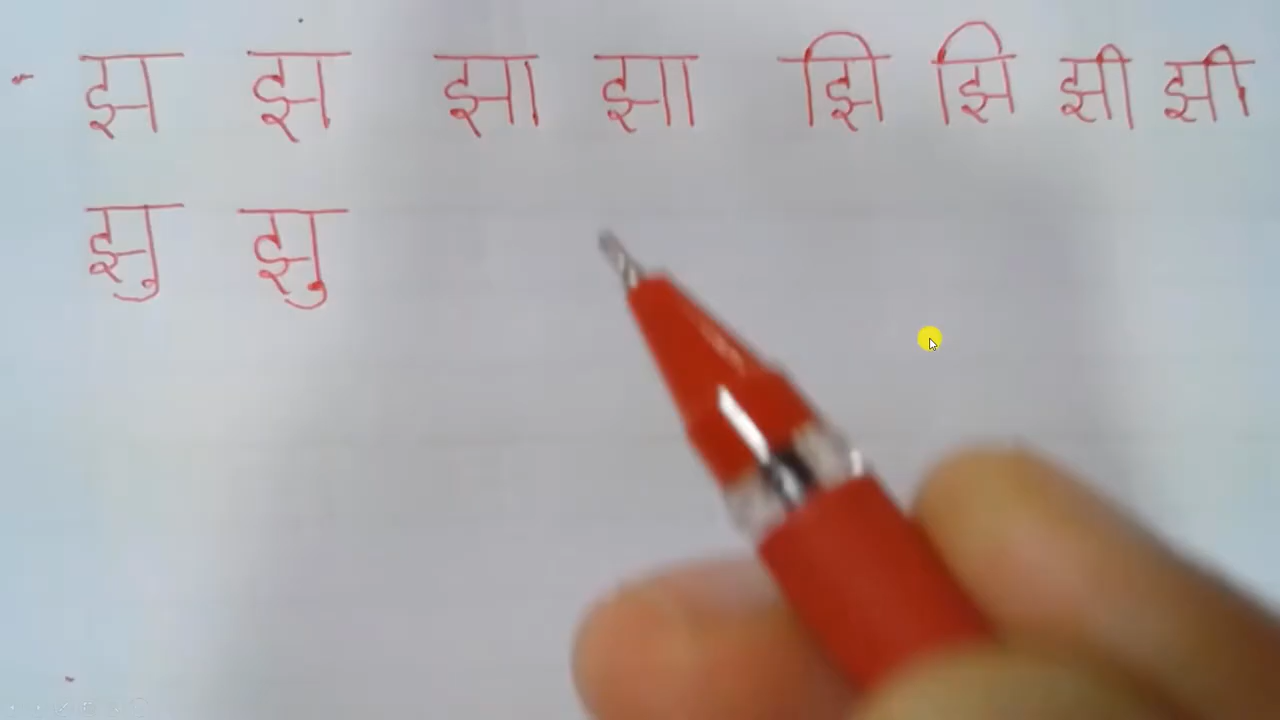 झ झ झा झा झि झि झी झी
झु झु